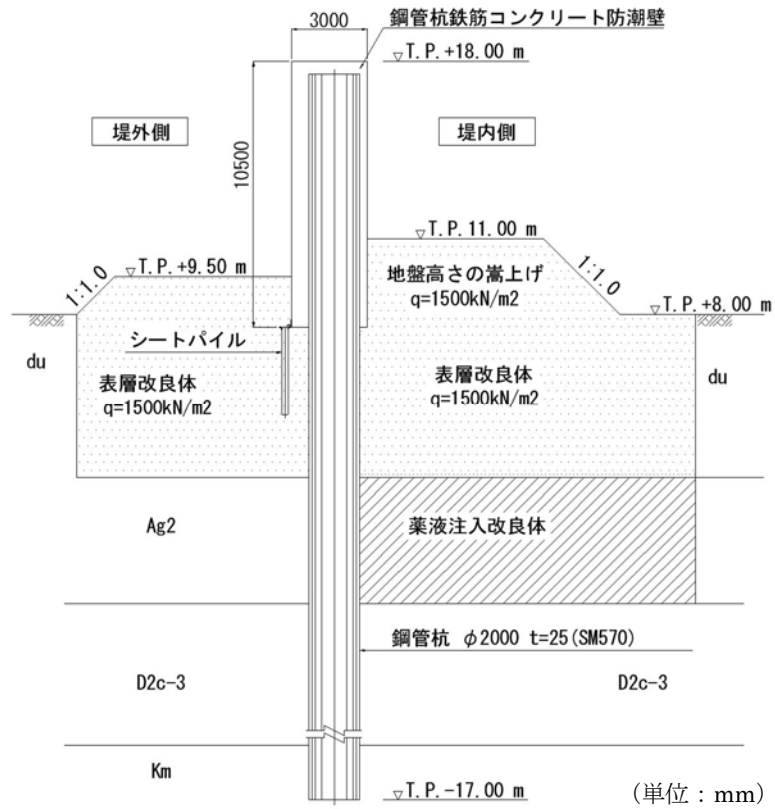 3000
鋼管杭鉄筋コンクリート防潮壁
T.P.+18.00 m
堤外側
堤内側
10500
T.P.11.00 m
1:1.0
T.P.+9.50 m
1:1.0
地盤高さの嵩上げ
q=1500kN/m2
T.P.+8.00 m
シートパイル
du
表層改良体
q=1500kN/m2
表層改良体
q=1500kN/m2
du
Ag2
薬液注入改良体
鋼管杭 φ2000 t=25(SM570)
D2c-3
D2c-3
Km
T.P.-17.00 m
(単位:mm)